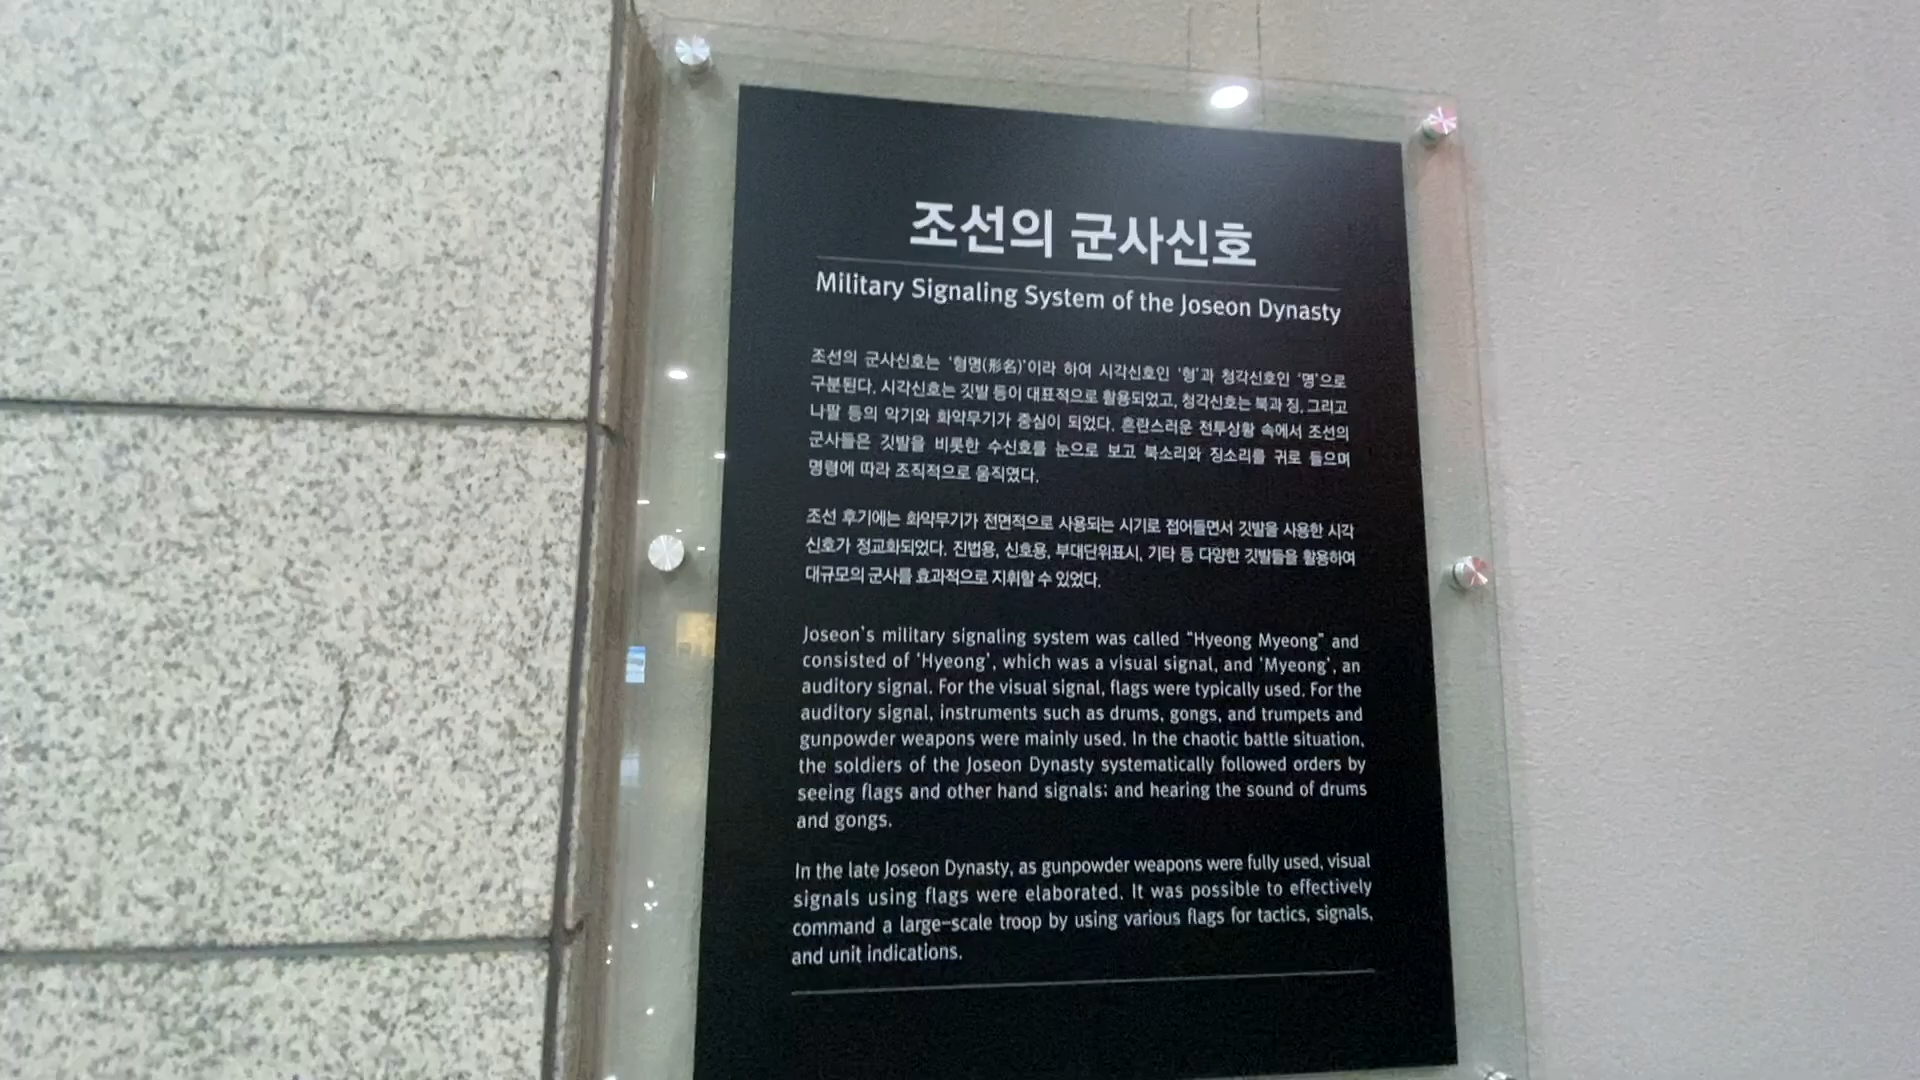 조선의 군사신호
Military Signaling System of the Joseon Dynasty
조선의 군사신호는 ‘형명(形名)’이라 하여 시각신호인 ‘형’과 청각신호인 ‘명’으로
구분된다. 시각신호는 깃발 등이 대표적으로 활용되었고, 청각신호는 북과 징, 그리고
나팔 등의 악기와 화약무기가 중심이 되었다. 혼란스러운 전투상황 속에서 조선의
군사들은 깃발을 비롯한 수신호를 눈으로 보고 북소리와 징소리를 귀로 들으며
명령에 따라 조직적으로 움직였다.
조선 후기에는 화약무기가 전면적으로 사용되는 시기로 접어들면서 깃발을 사용한 시각
신호가 정교화되었다. 진법용, 신호용, 부대단위표시, 기타 등 다양한 깃발들을 활용하여
대규모의 군사를 효과적으로 지휘할 수 있었다.
Joseon's military signaling system was called "Hyeong Myeong" and
consisted of 'Hyeong', which was a visual signal, and 'Myeong', an
auditory signal. For the visual signal, flags were typically used. For the
auditory signal, instruments such as drums, gongs, and trumpets and
gunpowder weapons were mainly used. In the chaotic battle situation,
the soldiers of the Joseon Dynasty systematically followed orders by
seeing flags and other hand signals; and hearing the sound of drums
and gongs.
In the late Joseon Dynasty, as gunpowder weapons were fully used, visual
signals using flags were elaborated. It was possible to effectively
command a large-scale troop by using various flags for tactics, signals,
and unit indications.